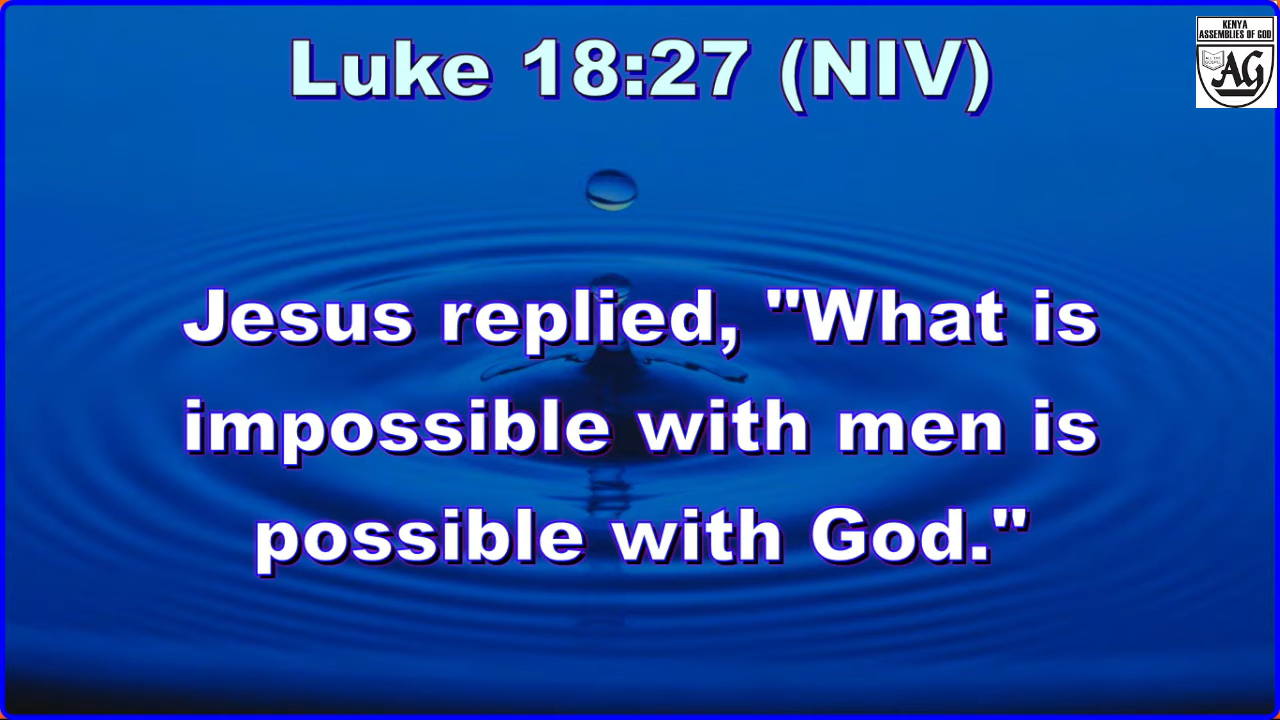 Luke 18:27 (NIV)
KENYA
ASSEMBLIES OF GOD
AG
Jesus replied, "What is
impossible with men is
possible with God."